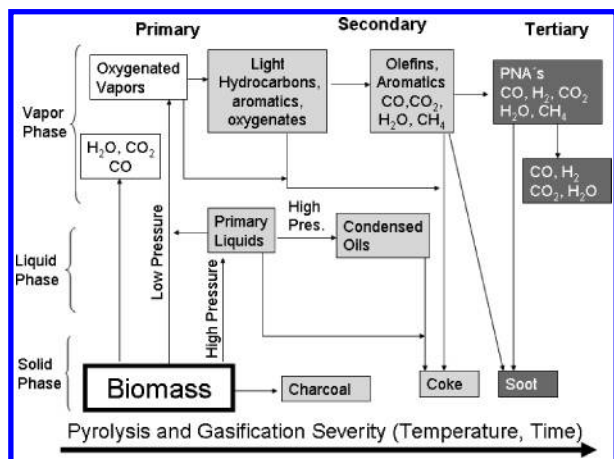 Primary
Secondary
Tertiary
Vapor
Phase
Oxygenated
Vapors
Light
Hydrocarbons,
aromatics,
oxygenates
Olefins,
Aromatics
CO,CO₂,
H₂O, CH₄
PNA´s
CO, H₂, CO₂
H₂O, CH₄
H₂O, CO₂
CO
CO, H₂
CO₂, H₂O
Liquid
Phase
Low Pressure
Primary
Liquids
High
Pres.
Condensed
Oils
High Pressure
Solid
Phase
Biomass
Charcoal
Coke
Soot
Pyrolysis and Gasification Severity (Temperature, Time)